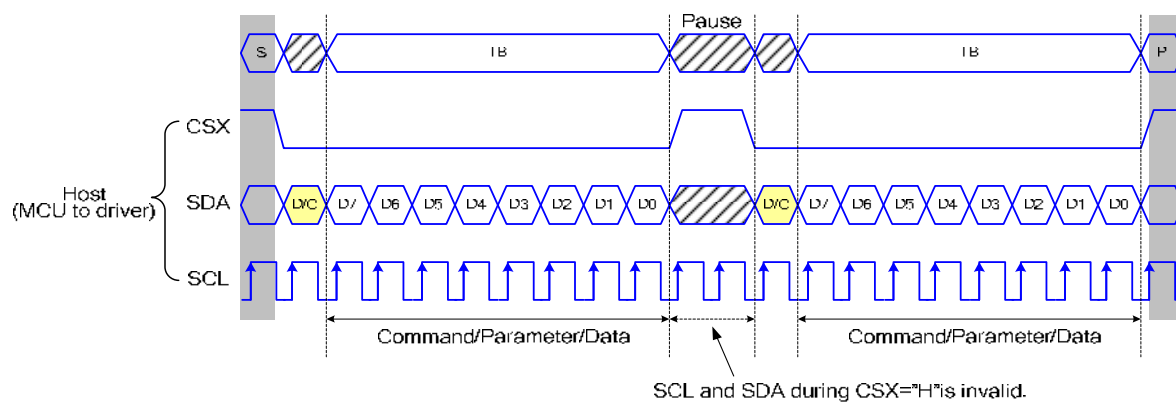 Pause
S TB TB P
CSX
Host
(MCU to driver)
SDA D/C D7 D6 D5 D4 D3 D2 D1 D0 D/C D7 D6 D5 D4 D3 D2 D1 D0
SCL
Command/Parameter/Data Command/Parameter/Data
SCL and SDA during CSX="H"is invalid.